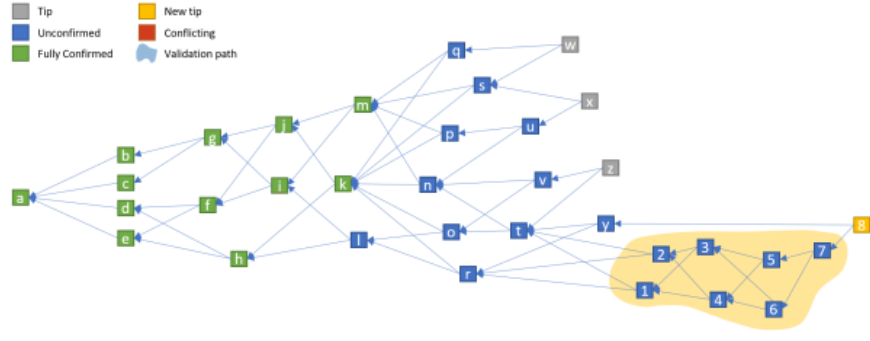 Tip
New tip
Unconfirmed
Conflicting
Fully Confirmed
Validation path
q
w
s
x
m
j
p
u
g
b
z
c
i
k
n
v
a
d
f
e
y
8
l
o
t
h
r
2
3
5
7
1
4
6